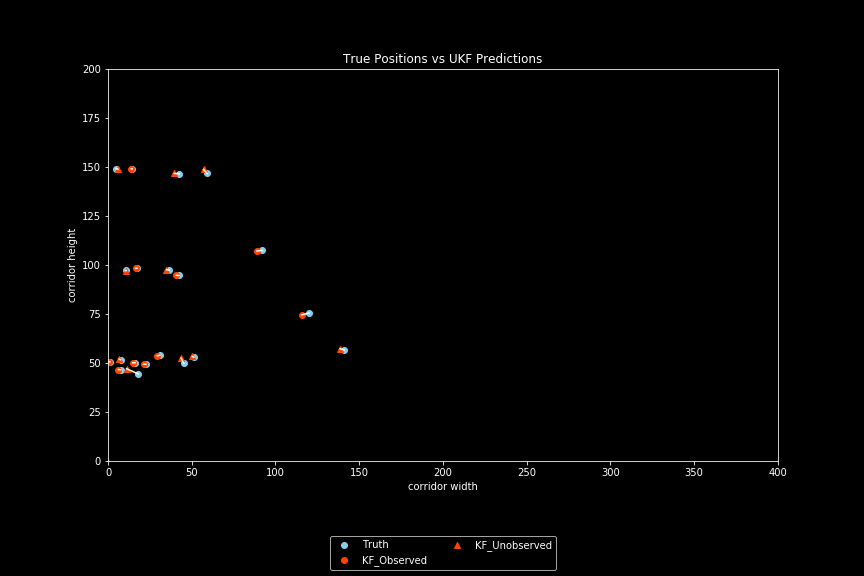 True Positions vs UKF Predictions
200
175
150
125
100
75
50
25
0
corridor height
0 50 100 150 200 250 300 350 400
corridor width
Truth KF_Unobserved
KF_Observed